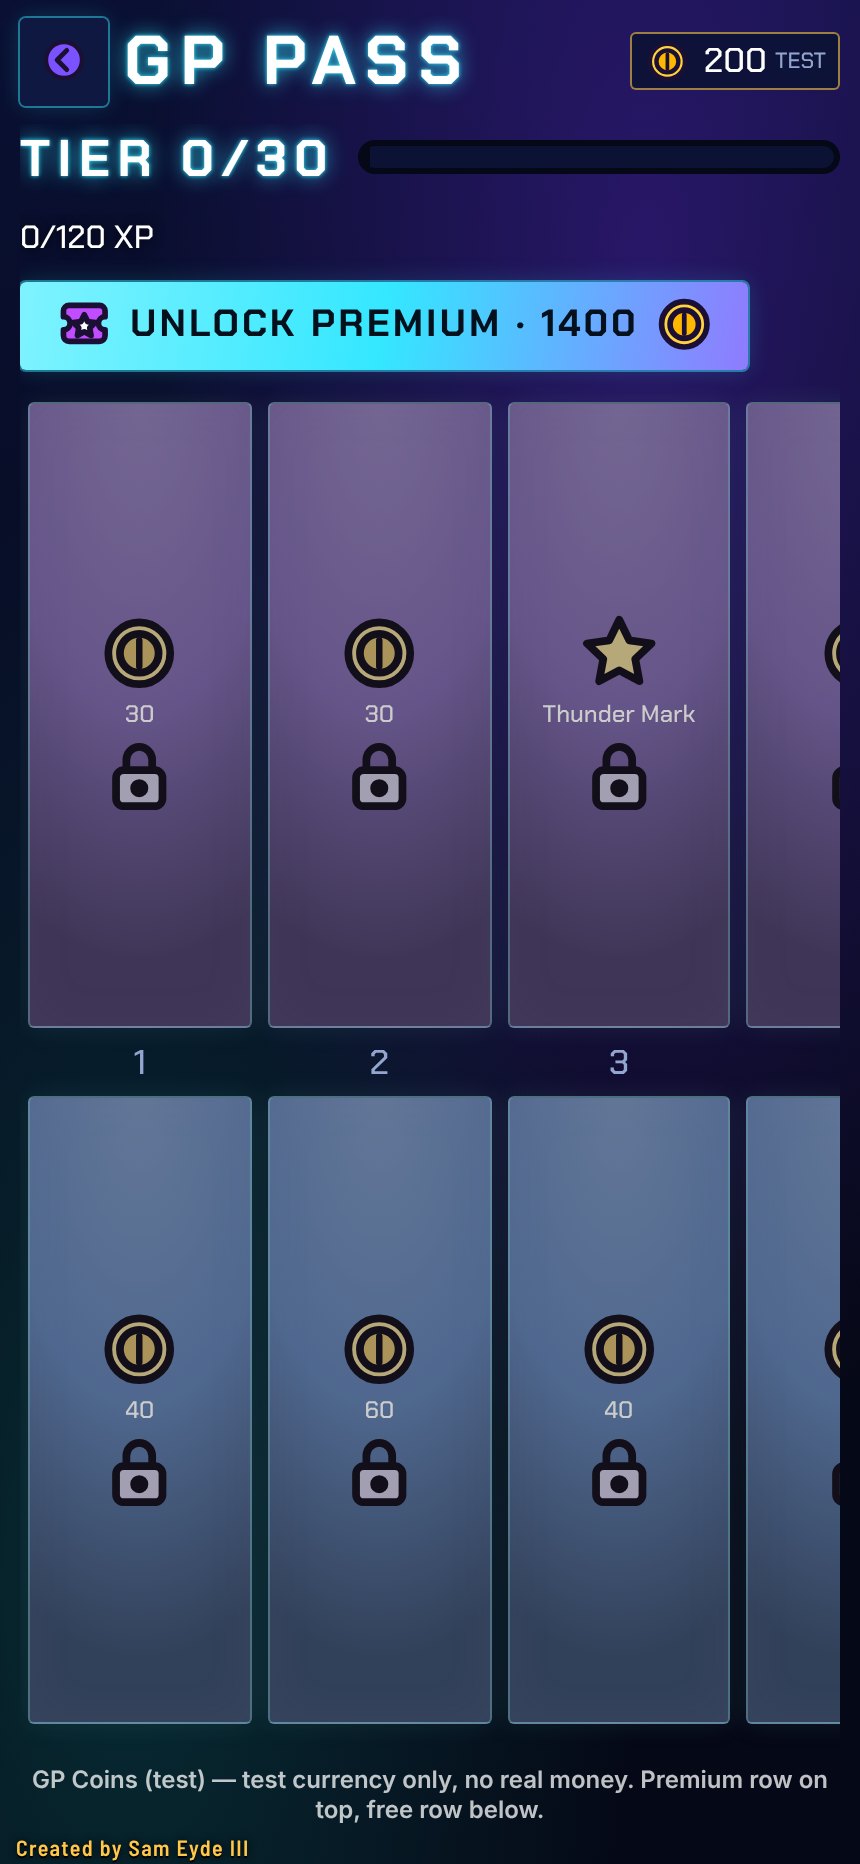 GP PASS
200 TEST
TIER 0/30
0/120 XP
UNLOCK PREMIUM · 1400
30
30
Thunder Mark
1
2
3
40
60
40
GP Coins (test) — test currency only, no real money. Premium row on
top, free row below.
Created by Sam Eyde III